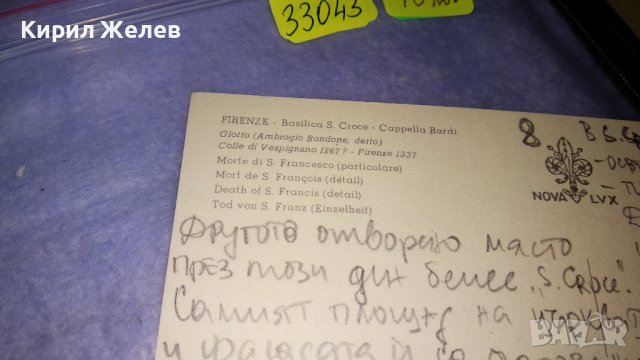 Кирил Желев
33043
FIRENZE - Basilica S. Croce - Cappella Bardi
Giotto (Ambrogio Bondone, detto)
Colle di Vespignano 1267? - Firenze 1337
Morte di S. Francesco (particolare)
Mort de S. François (détail)
Death of S. Francis (detail)
Tod von S. Franz (Einzelheit)
8
NOVA LVX
Другото отворено място
през този ден беше „S. Croce".
Самият площад на
и фасадата й
BAZAR